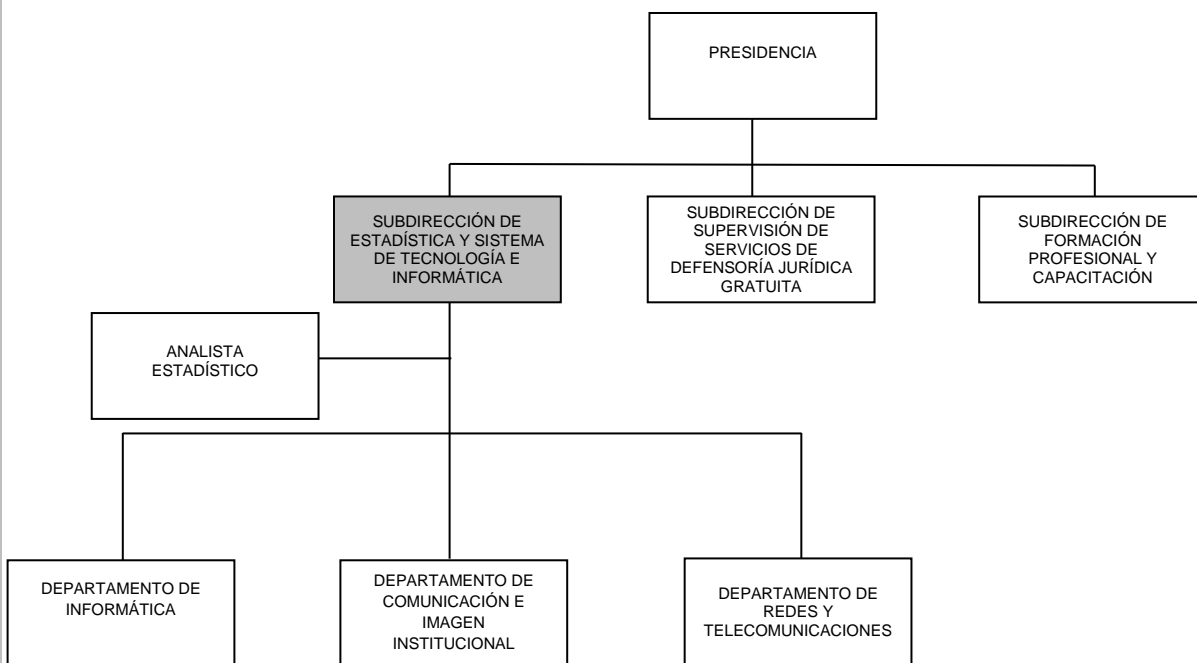 PRESIDENCIA
SUBDIRECCIÓN DE
ESTADÍSTICA Y SISTEMA
DE TECNOLOGÍA E
INFORMÁTICA
SUBDIRECCIÓN DE
SUPERVISIÓN DE
SERVICIOS DE
DEFENSORÍA JURÍDICA
GRATUITA
SUBDIRECCIÓN DE
FORMACIÓN
PROFESIONAL Y
CAPACITACIÓN
ANALISTA
ESTADÍSTICO
DEPARTAMENTO DE
INFORMÁTICA
DEPARTAMENTO DE
COMUNICACIÓN E
IMAGEN
INSTITUCIONAL
DEPARTAMENTO DE
REDES Y
TELECOMUNICACIONES